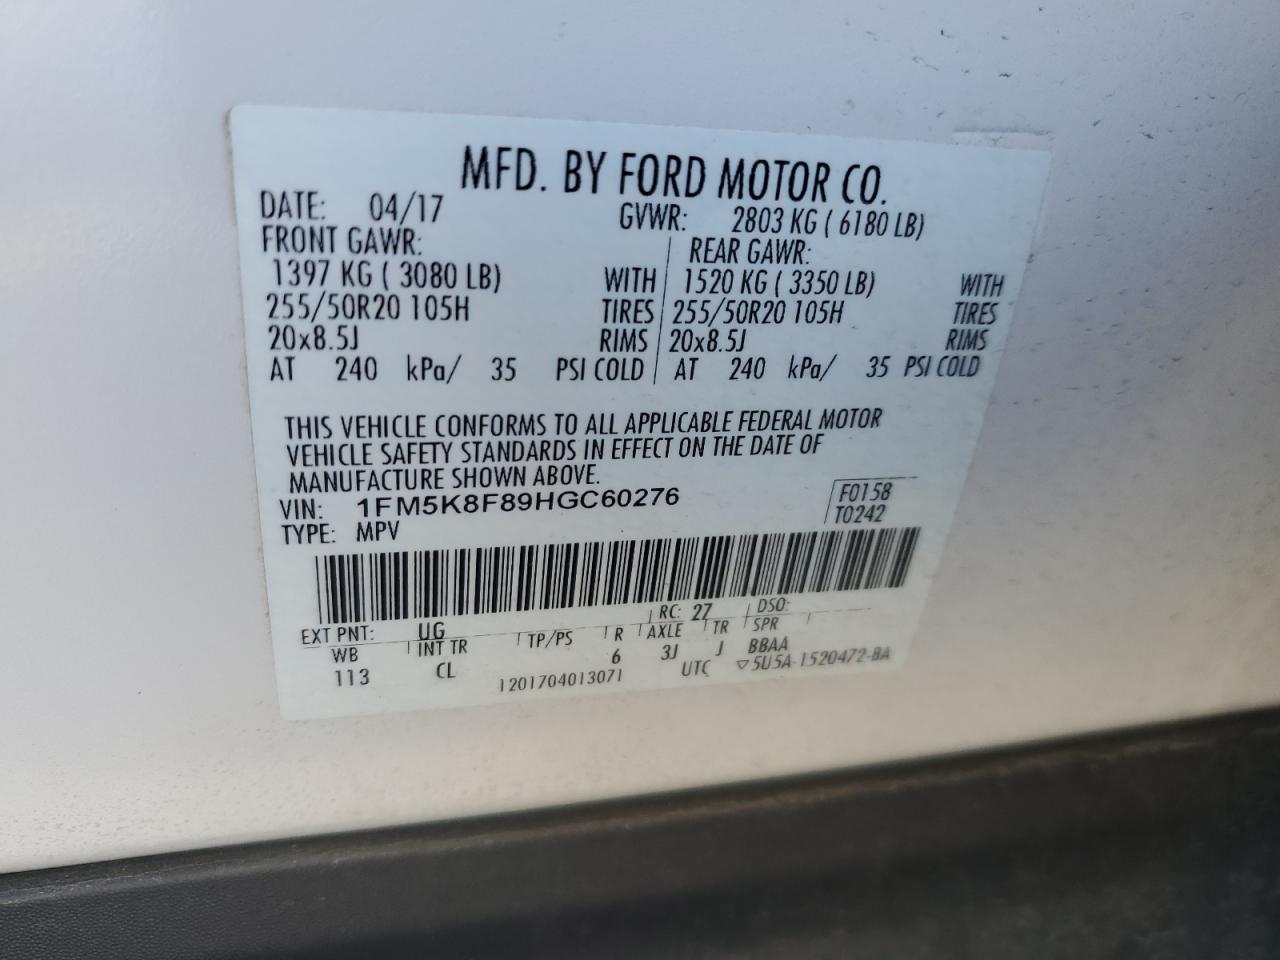 MFD. BY FORD MOTOR CO.
DATE: 04/17 GVWR: 2803 KG ( 6180 LB)
FRONT GAWR: REAR GAWR:
1397 KG ( 3080 LB) WITH 1520 KG ( 3350 LB) WITH
255/50R20 105H TIRES 255/50R20 105H TIRES
20x8.5J RIMS 20x8.5J RIMS
AT 240 kPa/ 35 PSI COLD AT 240 kPa/ 35 PSI COLD
THIS VEHICLE CONFORMS TO ALL APPLICABLE FEDERAL MOTOR
VEHICLE SAFETY STANDARDS IN EFFECT ON THE DATE OF
MANUFACTURE SHOWN ABOVE.
VIN: 1FM5K8F89HGC60276 F0158
TYPE: MPV T0242
EXT PNT: UG RC: 27 DSO:
WB INT TR TP/PS R AXLE TR SPR
113 CL 6 3J J BBAA
1201704013071 UTC ▽5U5A-1520472-BA